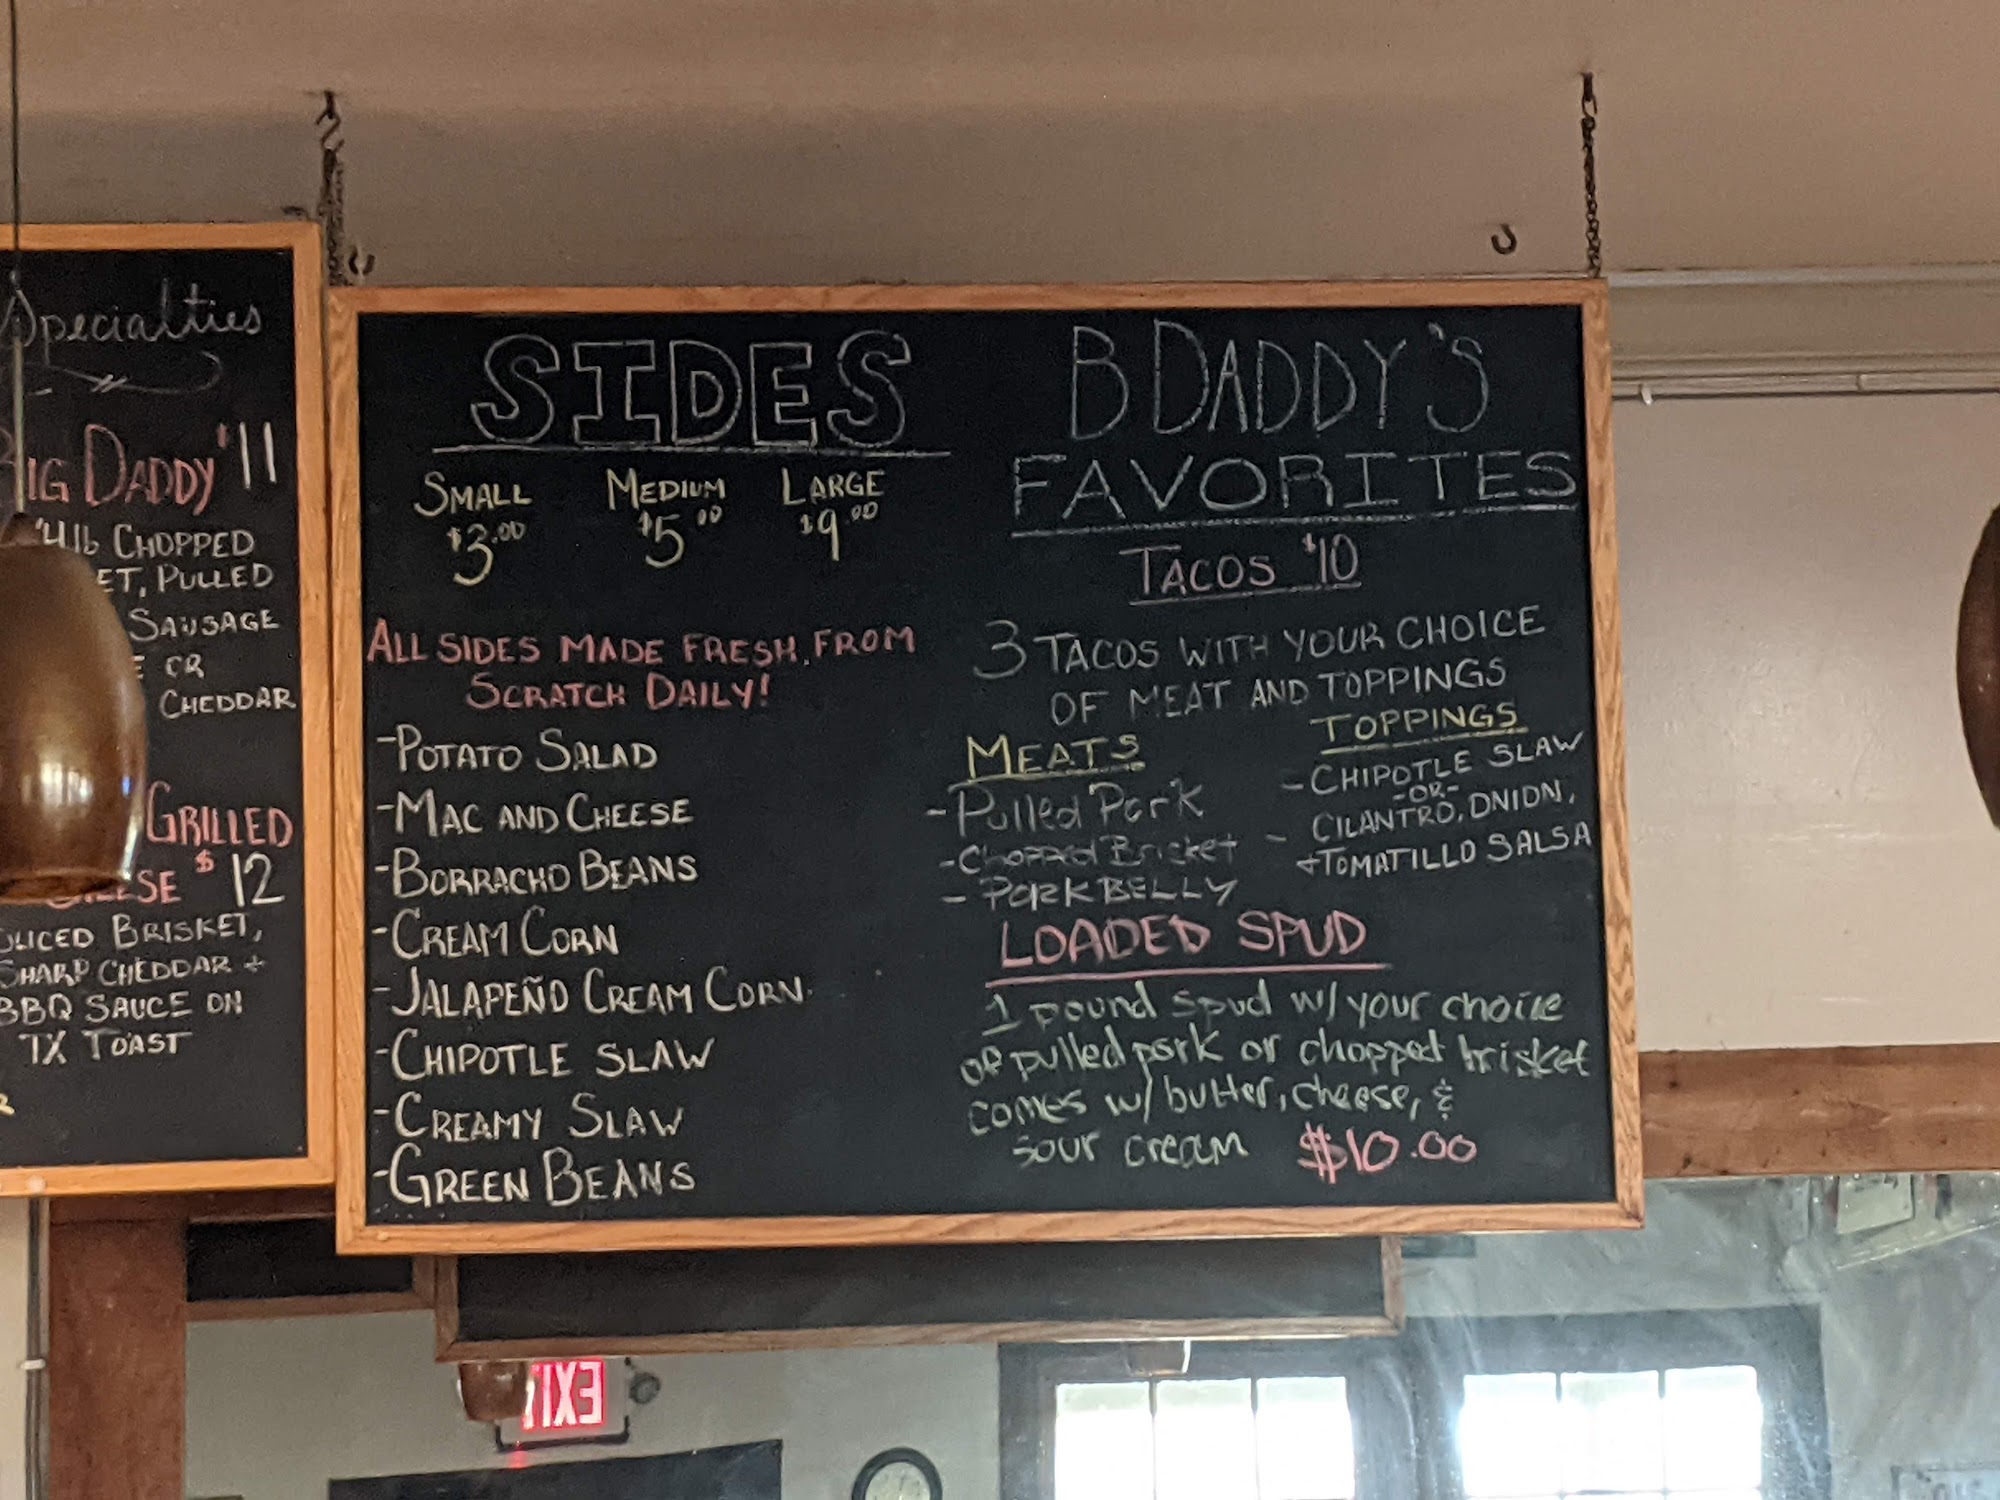 Specialties
BIG DADDY $11
1/4 lb CHOPPED
PULLED
SAUSAGE
OR
CHEDDAR
GRILLED
$12
SLICED BRISKET,
SHARP CHEDDAR +
BBQ SAUCE ON
TX TOAST
SIDES
SMALL MEDIUM LARGE
$3.00 $5.00 $9.00
ALL SIDES MADE FRESH FROM
SCRATCH DAILY!
-POTATO SALAD
-MAC AND CHEESE
-BORRACHO BEANS
-CREAM CORN
-JALAPEÑO CREAM CORN
-CHIPOTLE SLAW
-CREAMY SLAW
-GREEN BEANS
B DADDY'S
FAVORITES
TACOS $10
3 TACOS WITH YOUR CHOICE
OF MEAT AND TOPPINGS
MEATS
- Pulled Pork
- Chopped Brisket
- PORK BELLY
TOPPINGS
- CHIPOTLE SLAW
-OR-
- CILANTRO, ONION,
+TOMATILLO SALSA
LOADED SPUD
1 pound spud w/ your choice
of pulled pork or chopped brisket
comes w/ butter, cheese, &
sour cream $10.00
EXIT